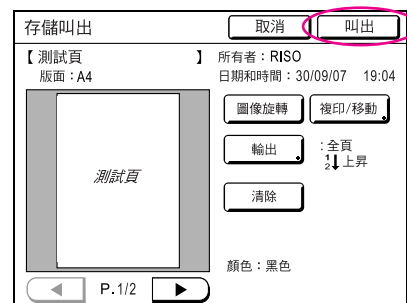 存儲叫出
取消
叫出
【測試頁 】
版面：A4
所有者：RISO
日期和時間：30/09/07 19:04
圖像旋轉
複印/移動
輸出
:全頁
1
2
上昇
測試頁
清除
顏色：黑色
P.1/2